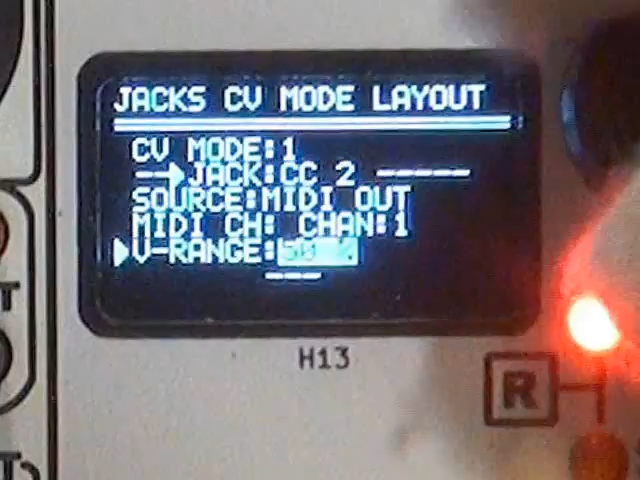 JACKS CV MODE LAYOUT
CV MODE:1
-->JACK:CC 2 -----
SOURCE:MIDI OUT
MIDI CH: CHAN:1
▶V-RANGE:50 %
---
H13
R
T